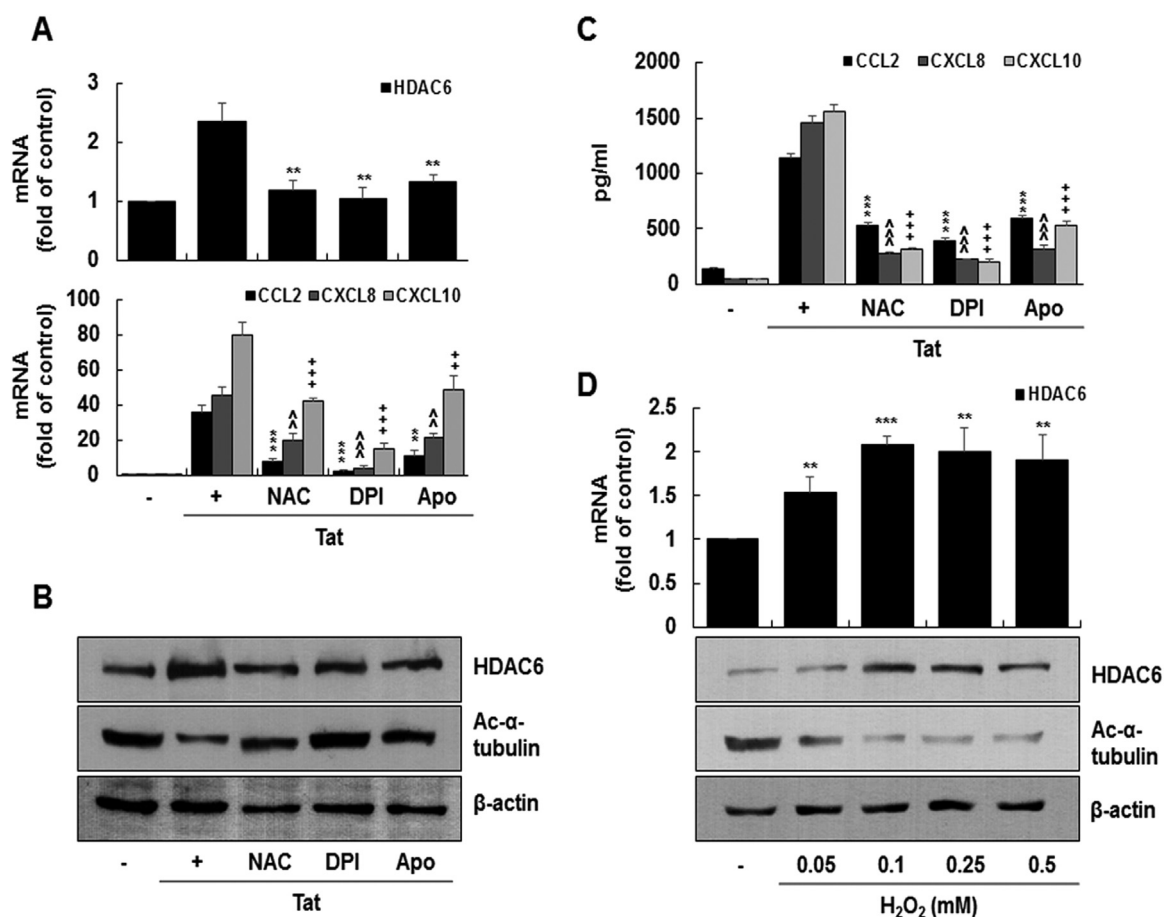 A
3
2
1
0
mRNA
(fold of control)
HDAC6
** ** **
100
80
60
40
20
0
mRNA
(fold of control)
CCL2 CXCL8 CXCL10
*** ^^ +++ *** ^^^ +++ ** ^^ ++
- + NAC DPI Apo
Tat
B
HDAC6
Ac-α-
tubulin
β-actin
- + NAC DPI Apo
Tat
C
2000
1500
1000
500
0
pg/ml
CCL2 CXCL8 CXCL10
*** ^^^ +++ *** ^^^ +++ *** ^^^ +++
- + NAC DPI Apo
Tat
D
2.5
2
1.5
1
0.5
0
mRNA
(fold of control)
HDAC6
** *** ** **
HDAC6
Ac-α-
tubulin
β-actin
- 0.05 0.1 0.25 0.5
H₂O₂ (mM)